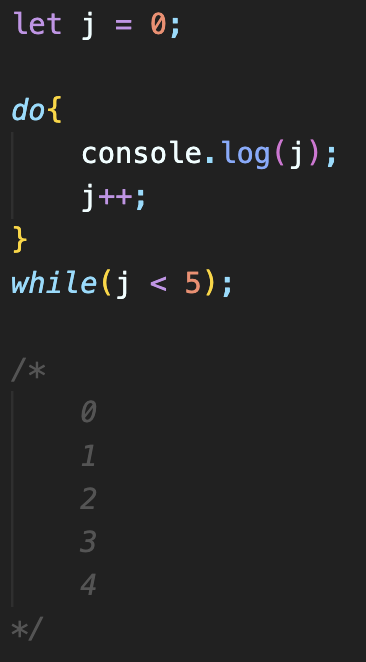 let j = 0;
do{
    console.log(j);
    j++;
}
while(j < 5);
/*
    0
    1
    2
    3
    4
*/